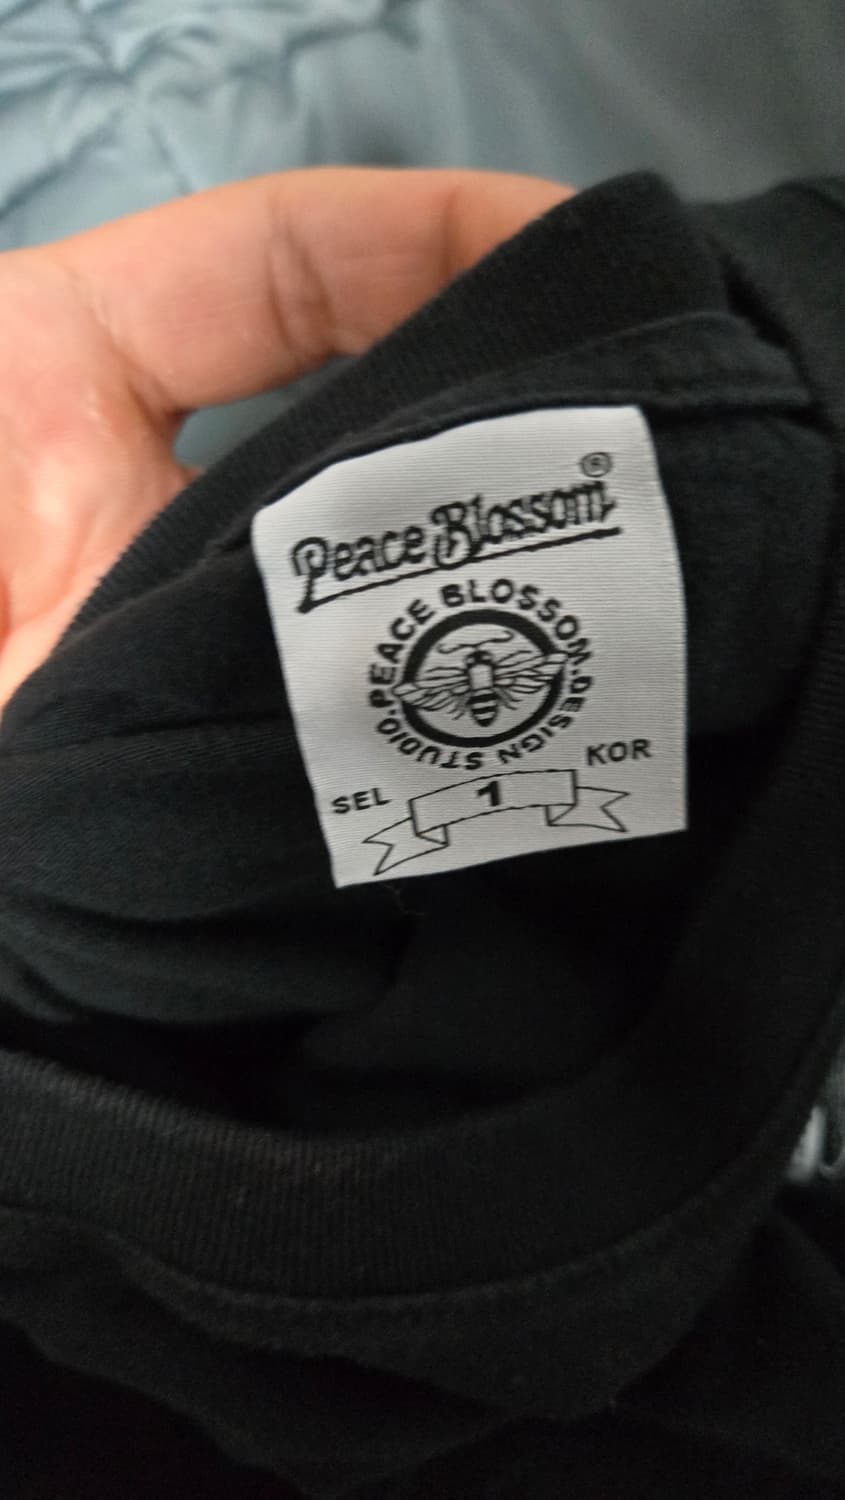 Peace Blossom ®
PEACE BLOSSOM.DESIGN STUDIO.
SEL
1
KOR